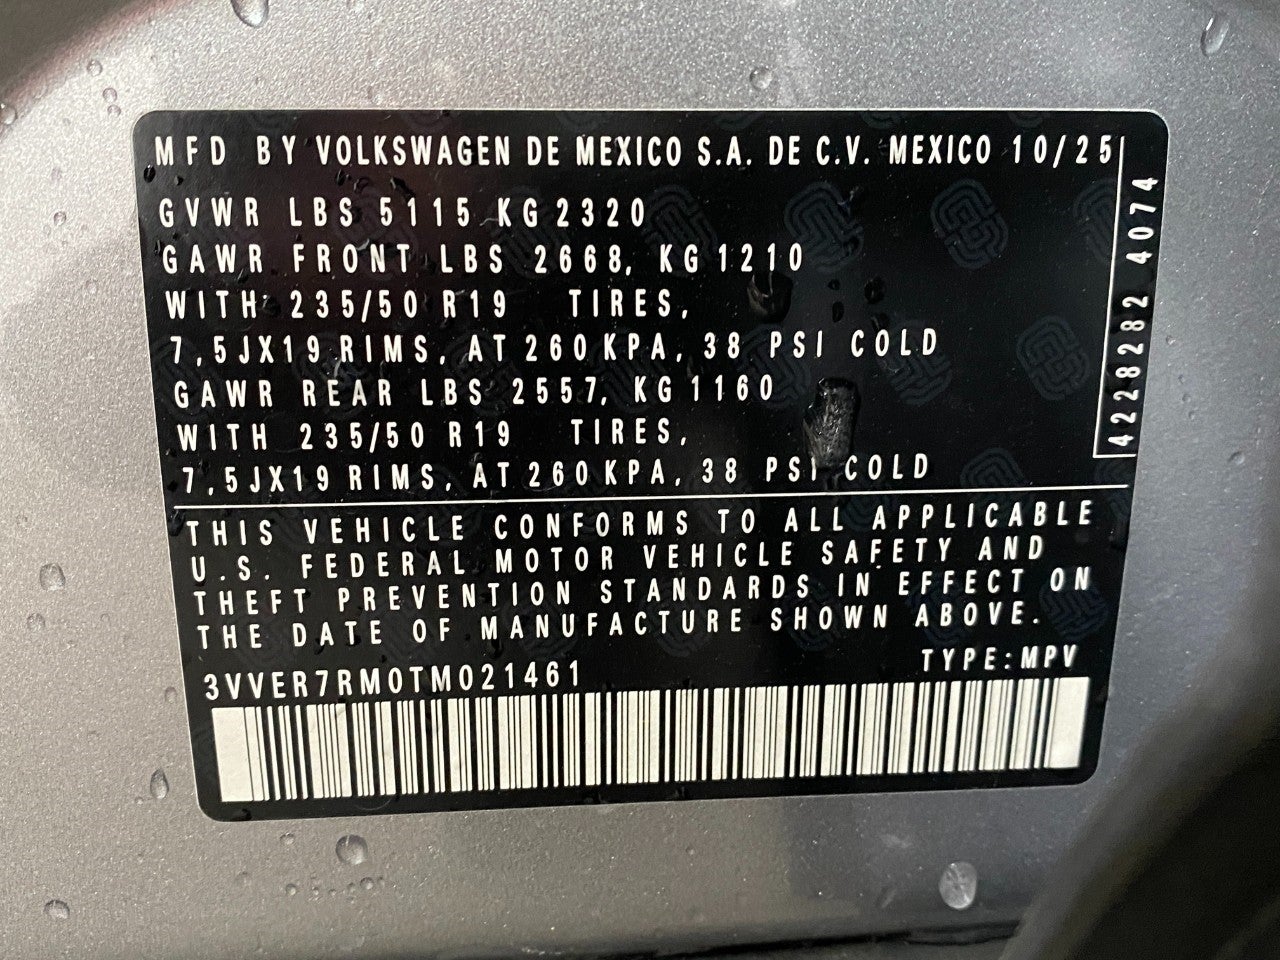 MFD BY VOLKSWAGEN DE MEXICO S.A. DE C.V. MEXICO 10/25
GVWR LBS 5115 KG 2320
GAWR FRONT LBS 2668, KG 1210
WITH 235/50 R19 TIRES,
7,5JX19 RIMS, AT 260 KPA, 38 PSI COLD
GAWR REAR LBS 2557, KG 1160
WITH 235/50 R19 TIRES,
7,5JX19 RIMS, AT 260 KPA, 38 PSI COLD
4228282 4074
THIS VEHICLE CONFORMS TO ALL APPLICABLE
U.S. FEDERAL MOTOR VEHICLE SAFETY AND
THEFT PREVENTION STANDARDS IN EFFECT ON
THE DATE OF MANUFACTURE SHOWN ABOVE.
3VVER7RM0TM021461 TYPE: MPV